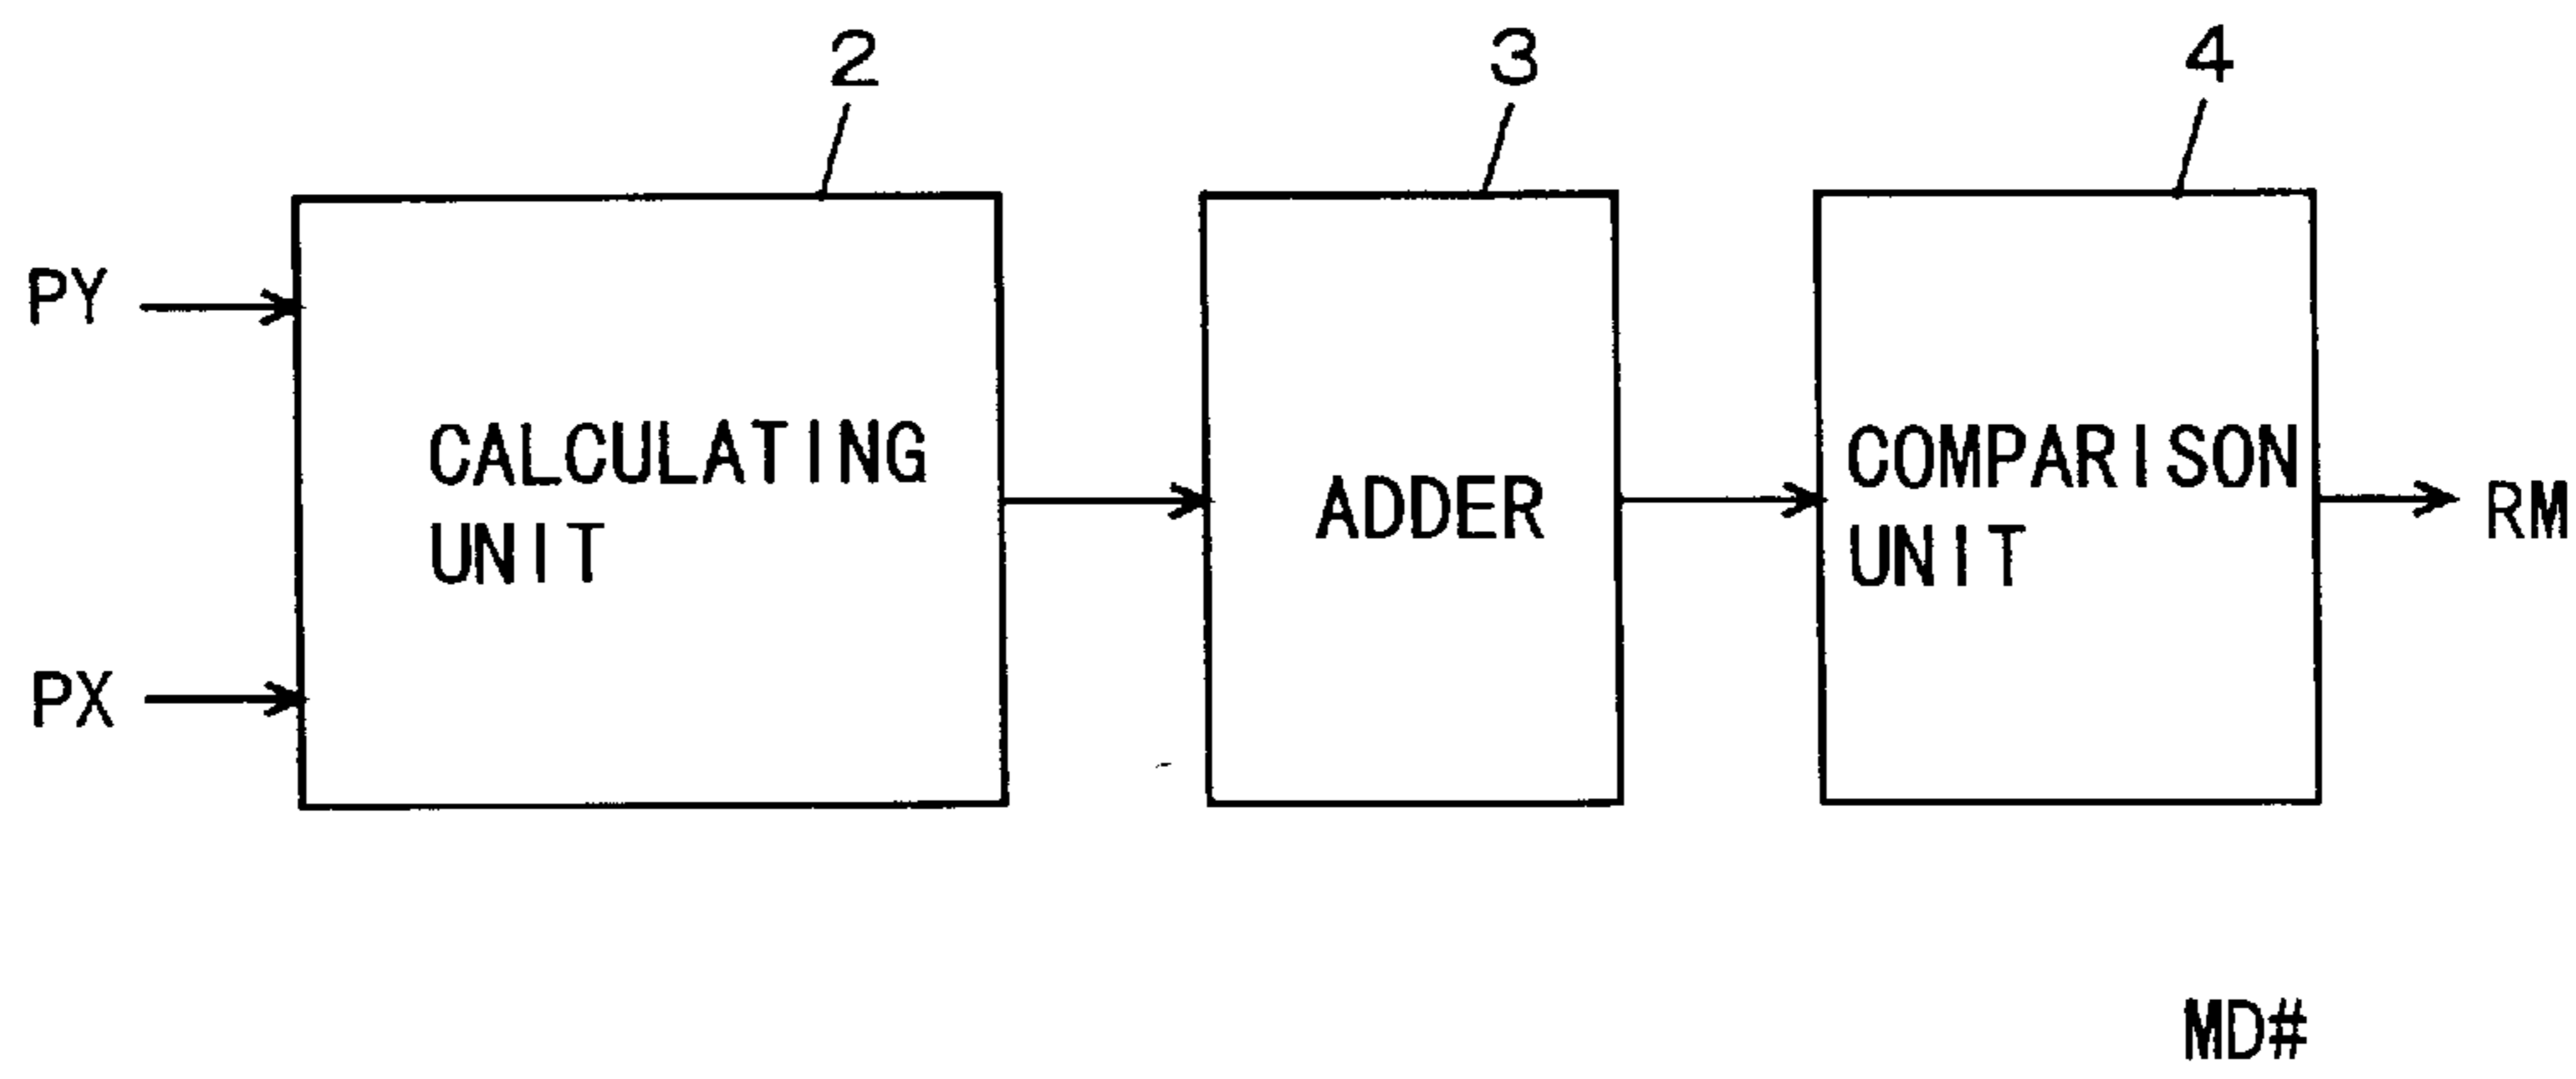 2
3
4
PY
PX
CALCULATING
UNIT
ADDER
COMPARISON
UNIT
RM
MD#